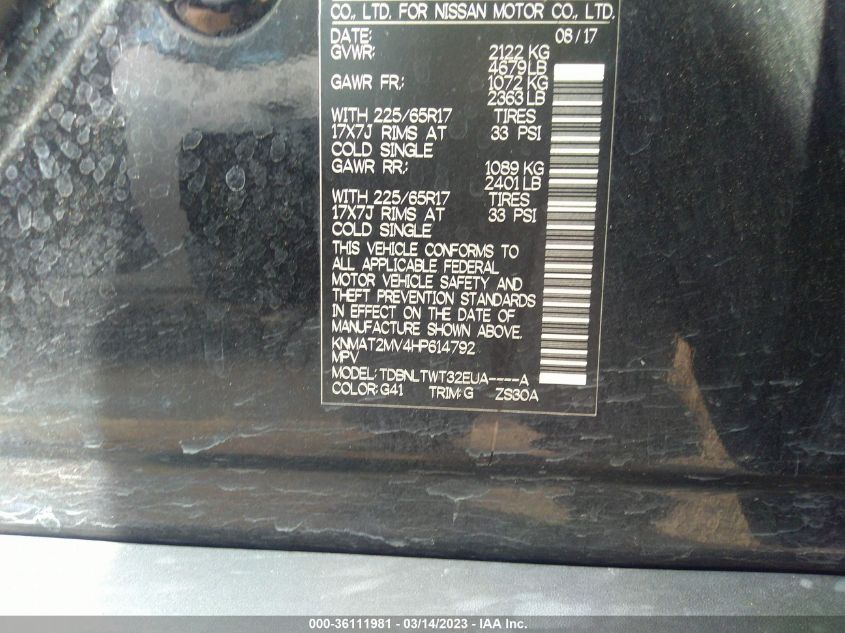 CO., LTD. FOR NISSAN MOTOR CO., LTD.
DATE: 08/17
GVWR: 2122 KG
4679LB
GAWR FR: 1072 KG
2363 LB
WITH 225/65R17 TIRES
17X7J RIMS AT 33 PSI
COLD SINGLE
GAWR RR: 1089 KG
2401 LB
WITH 225/65R17 TIRES
17X7J RIMS AT 33 PSI
COLD SINGLE
THIS VEHICLE CONFORMS TO
ALL APPLICABLE FEDERAL
MOTOR VEHICLE SAFETY AND
THEFT PREVENTION STANDARDS
IN EFFECT ON THE DATE OF
MANUFACTURE SHOWN ABOVE.
KNMAT2MV4HP614792
MPV
MODEL: TDBNLTWT32EUA----A
COLOR: G41 TRIM: G ZS30A
000-36111981 - 03/14/2023 - IAA Inc.